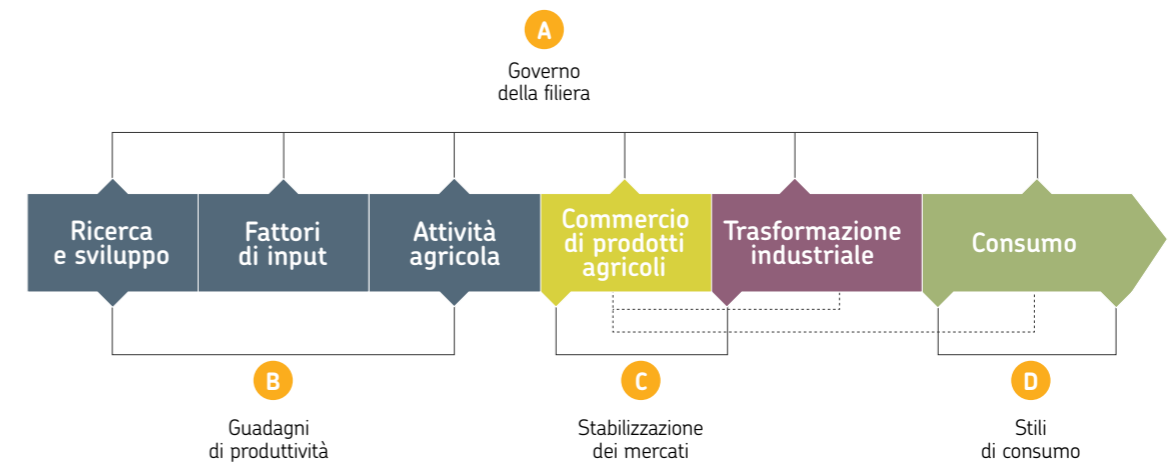 A
Governo
della filiera
Ricerca
e sviluppo
Fattori
di input
Attività
agricola
Commercio
di prodotti
agricoli
Trasformazione
industriale
Consumo
B
Guadagni
di produttività
C
Stabilizzazione
dei mercati
D
Stili
di consumo